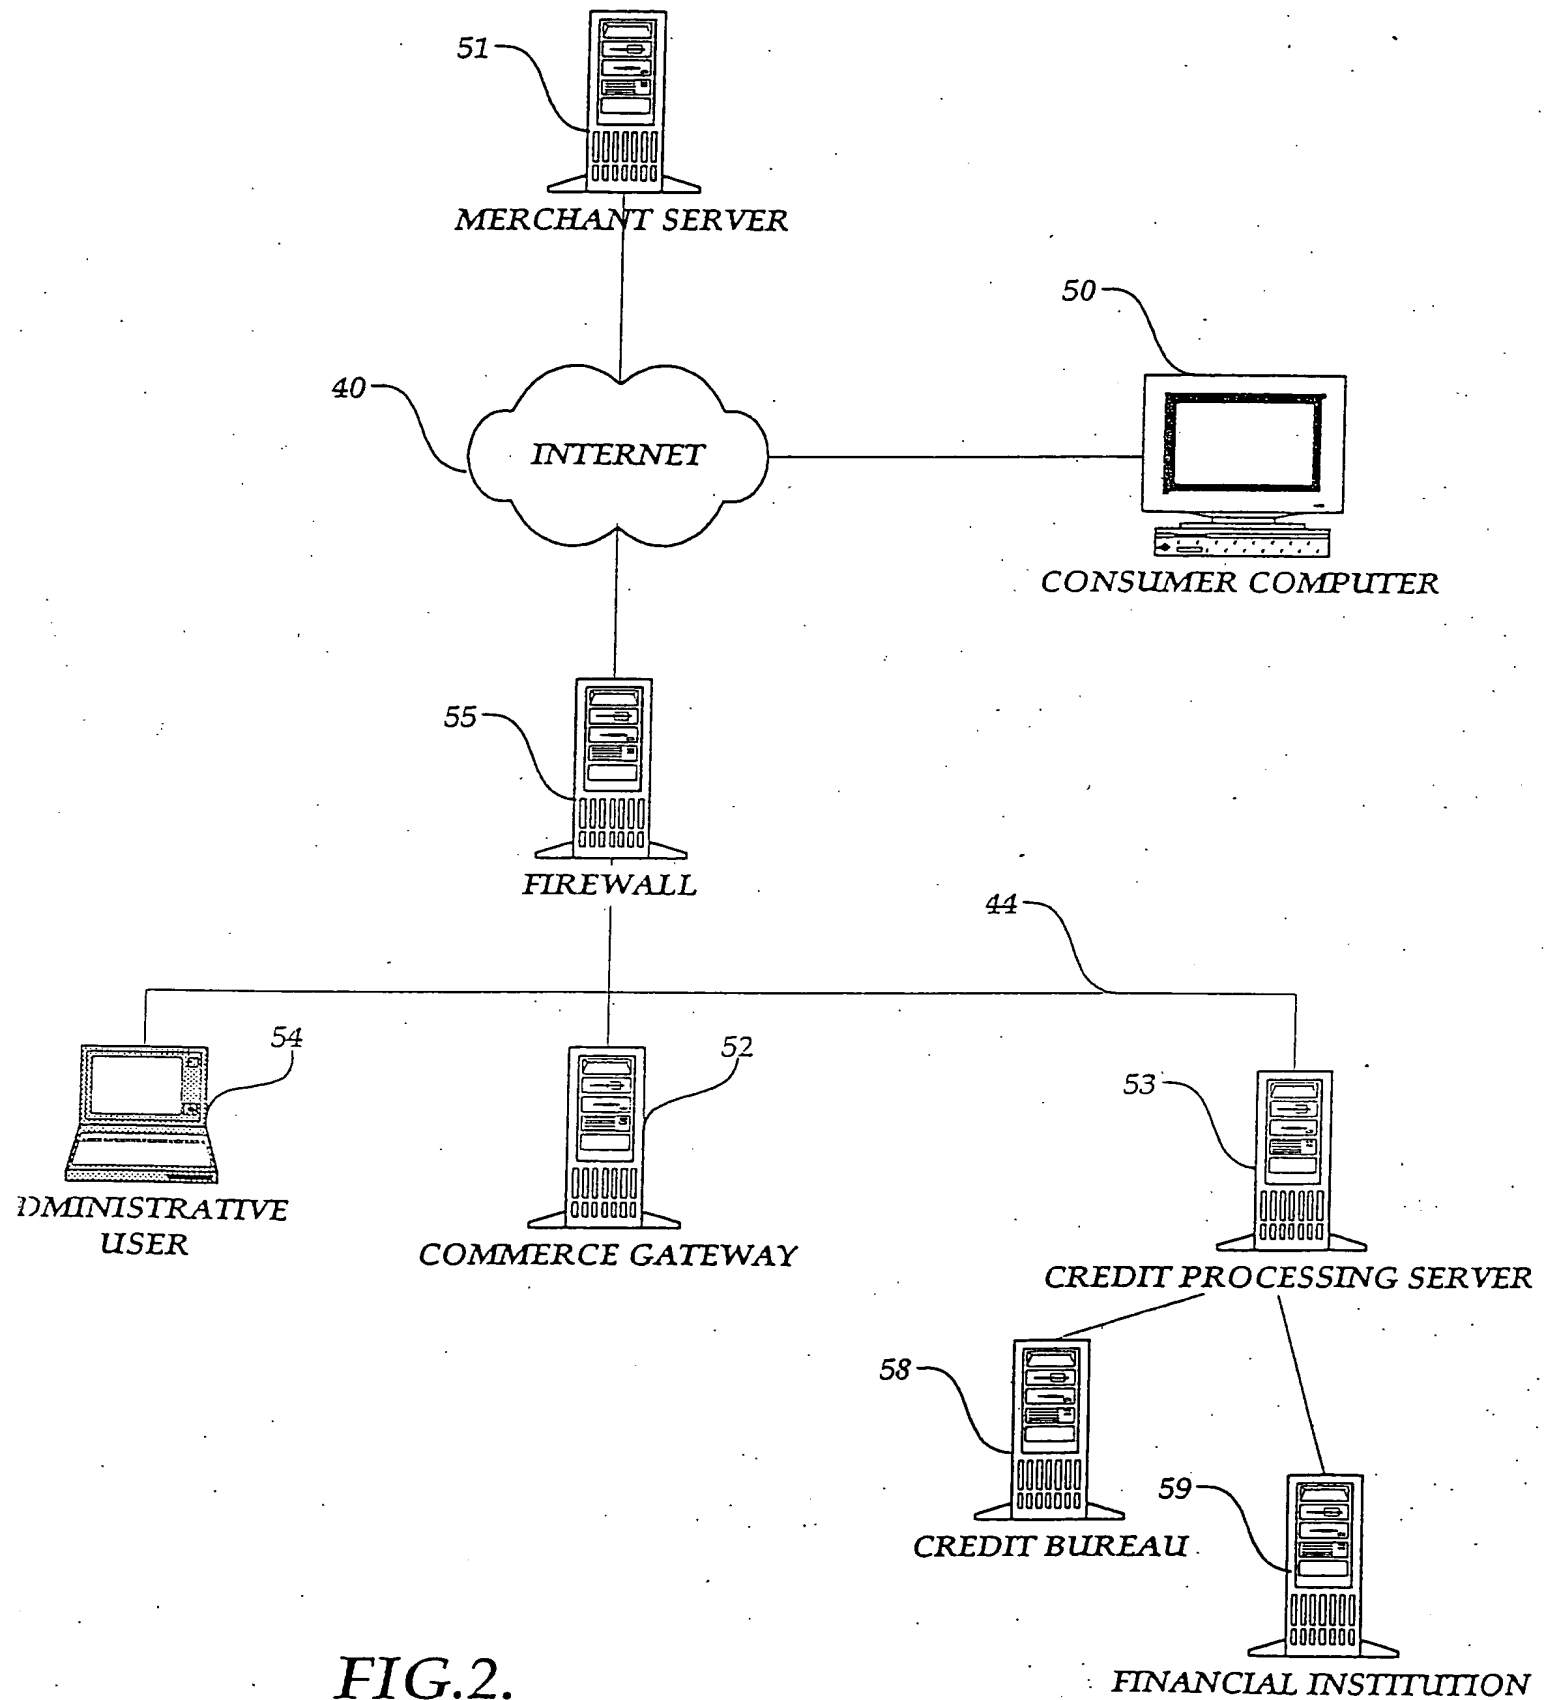 51
MERCHANT SERVER
50
40
INTERNET
CONSUMER COMPUTER
55
FIREWALL
44
54
52
53
DMINISTRATIVE
USER
COMMERCE GATEWAY
CREDIT PROCESSING SERVER
58
CREDIT BUREAU
59
FINANCIAL INSTITUTION
FIG.2.